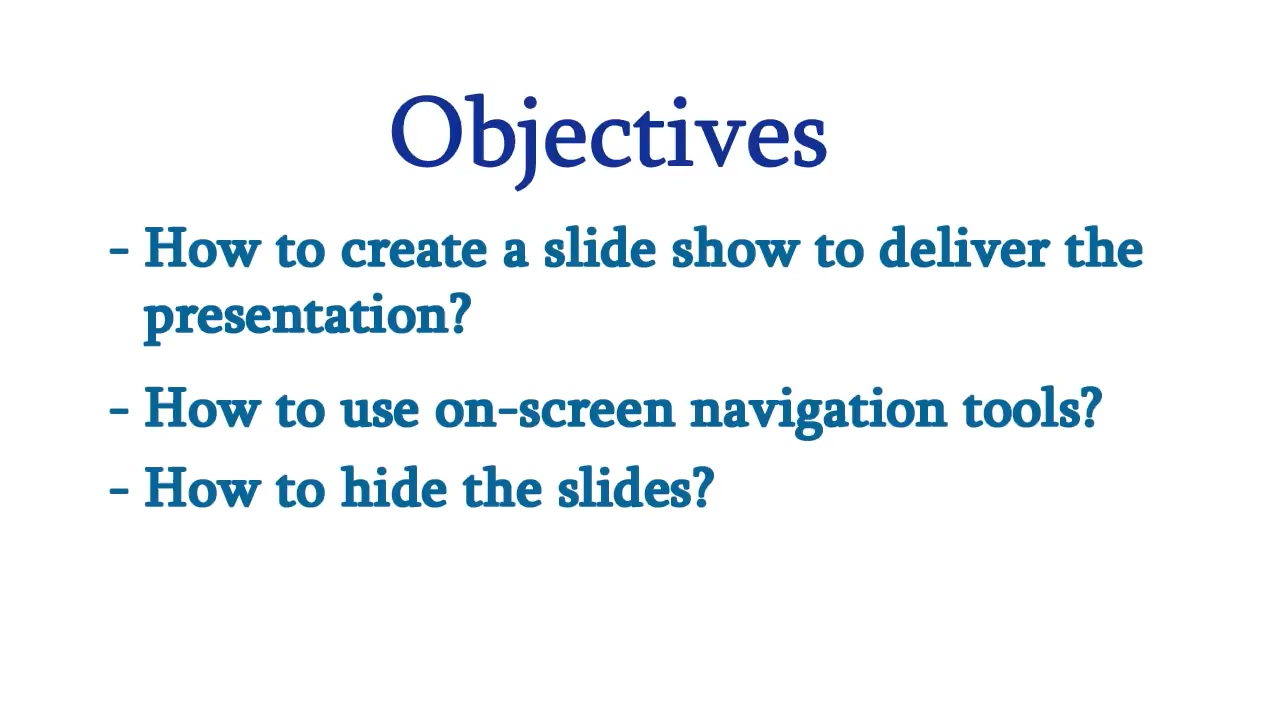 Objectives
- How to create a slide show to deliver the
presentation?
- How to use on-screen navigation tools?
- How to hide the slides?